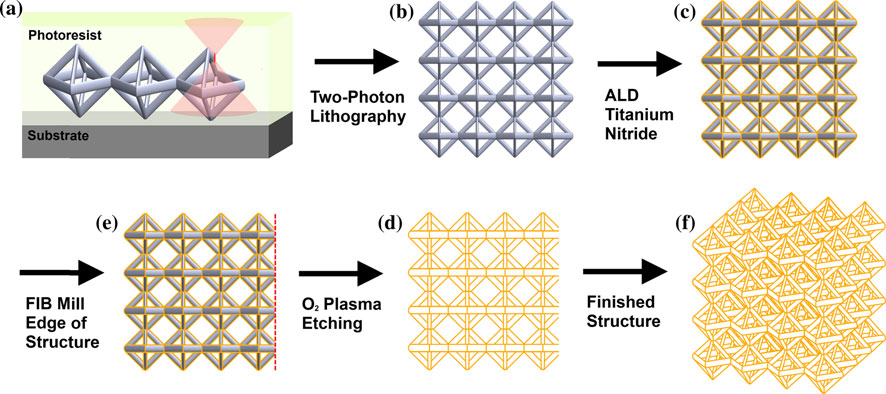 (a)
Photoresist
Substrate
Two-Photon
Lithography
(b)
ALD
Titanium
Nitride
(c)
FIB Mill
Edge of
Structure
(e)
O₂ Plasma
Etching
(d)
Finished
Structure
(f)